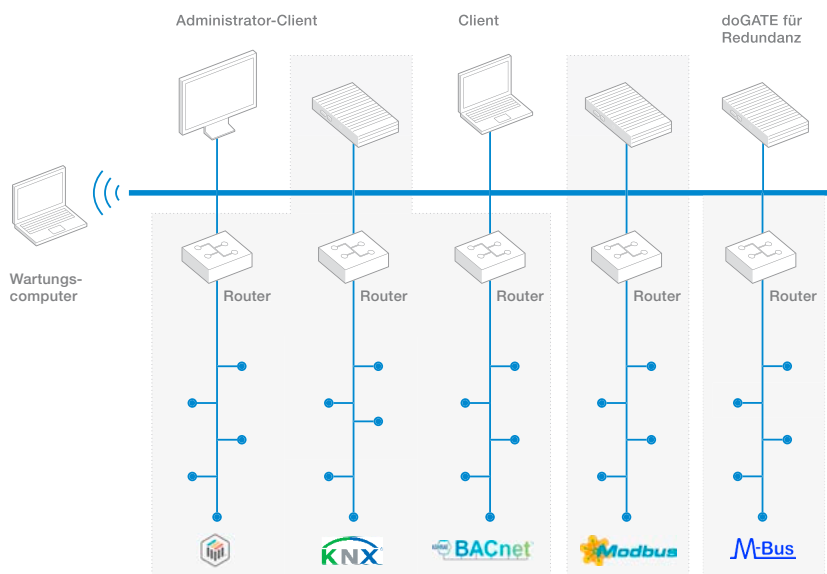 Administrator-Client
Client
doGATE für
Redundanz
Wartungs-
computer
Router
Router
Router
Router
Router
KNX
BACnet
Modbus
M-Bus